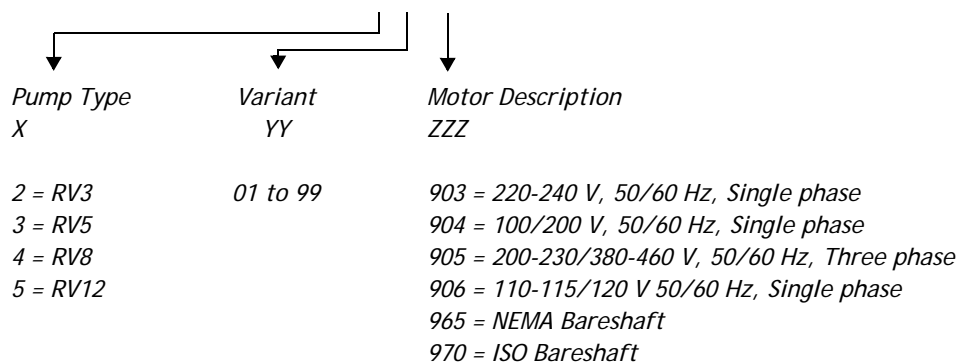 Pump Type Variant Motor Description
X YY ZZZ
2 = RV3 01 to 99 903 = 220-240 V, 50/60 Hz, Single phase
3 = RV5 904 = 100/200 V, 50/60 Hz, Single phase
4 = RV8 905 = 200-230/380-460 V, 50/60 Hz, Three phase
5 = RV12 906 = 110-115/120 V 50/60 Hz, Single phase
965 = NEMA Bareshaft
970 = ISO Bareshaft